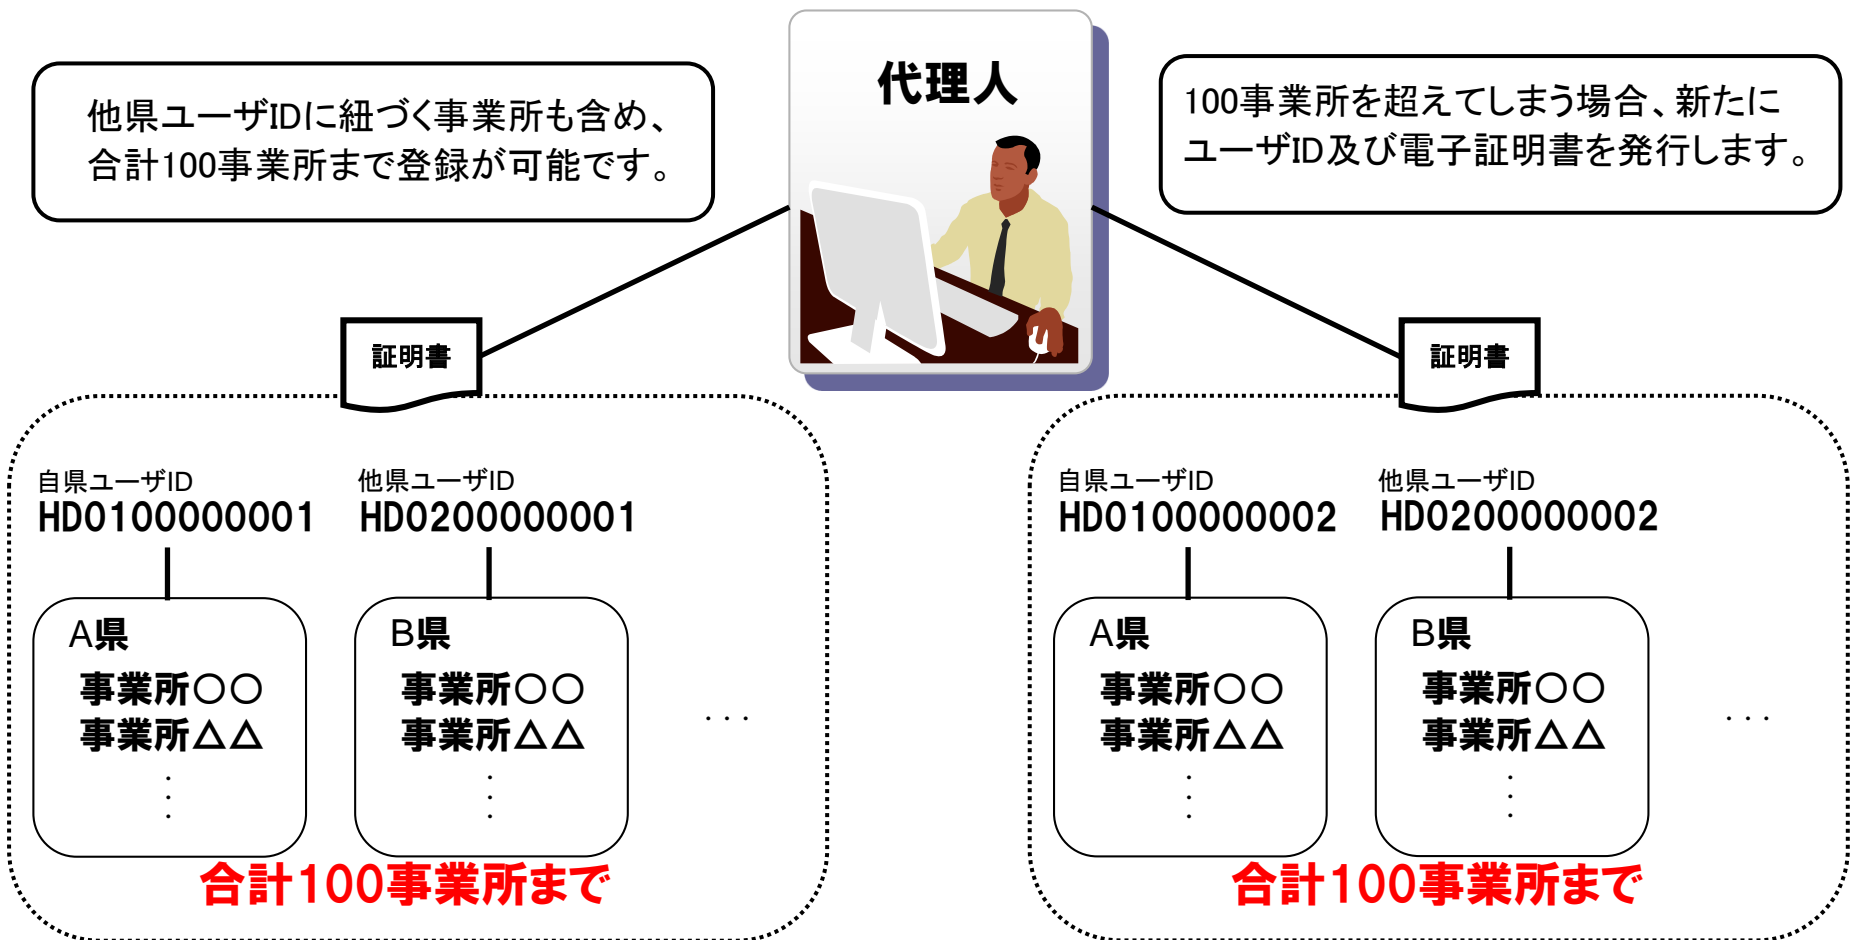 代理人
他県ユーザIDに紐づく事業所も含め、
合計100事業所まで登録が可能です。
100事業所を超えてしまう場合、新たに
ユーザID及び電子証明書を発行します。
証明書
自県ユーザID
HD0100000001
他県ユーザID
HD0200000001
A県
事業所○○
事業所△△
・・・
B県
事業所○○
事業所△△
・・・
・・・
合計100事業所まで
証明書
自県ユーザID
HD0100000002
他県ユーザID
HD0200000002
A県
事業所○○
事業所△△
・・・
B県
事業所○○
事業所△△
・・・
・・・
合計100事業所まで